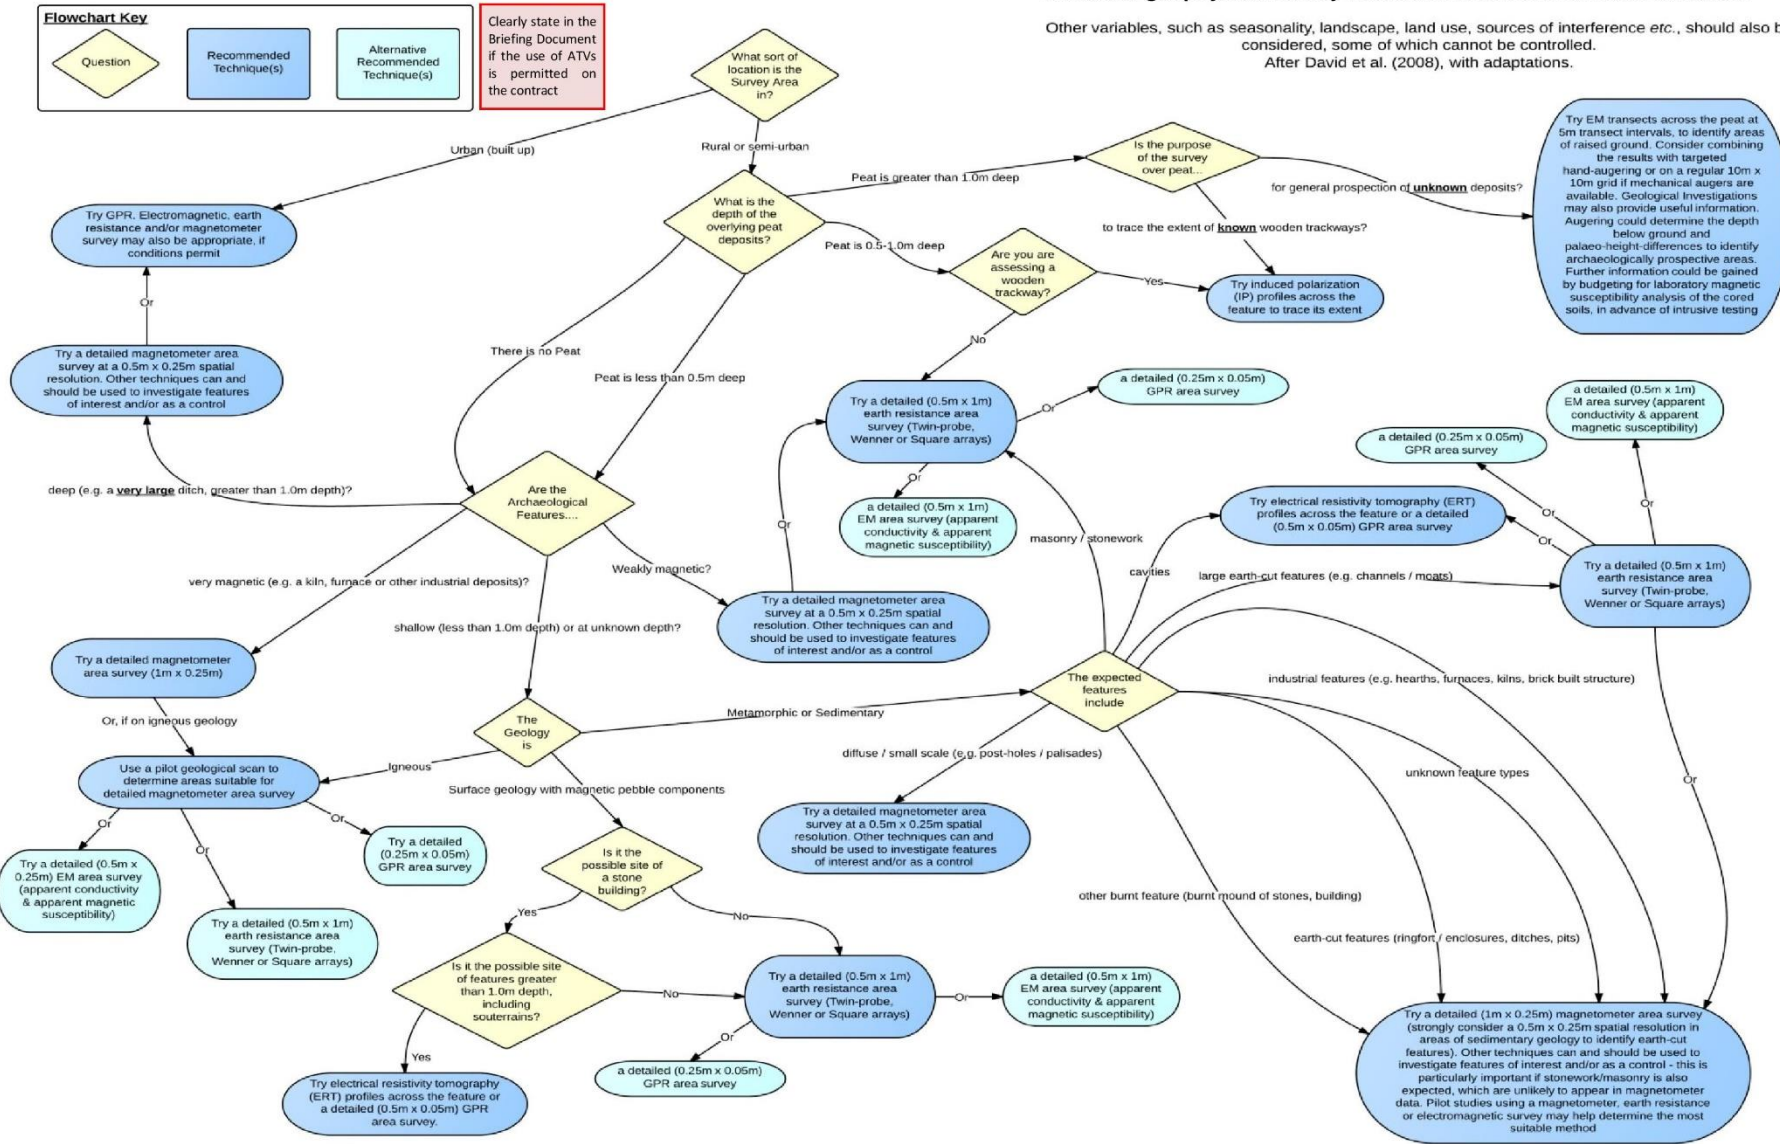 Flowchart Key
Question
Recommended
Technique(s)
Alternative
Recommended
Technique(s)
Clearly state in the
Briefing Document
if the use of ATVs
is permitted on
the contract
Other variables, such as seasonality, landscape, land use, sources of interference etc., should also b
considered, some of which cannot be controlled.
After David et al. (2008), with adaptations.
What sort of
location is the
Survey Area
in?
Urban (built up)
Rural or semi-urban
Try GPR. Electromagnetic, earth
resistance and/or magnetometer
survey may also be appropriate, if
conditions permit
Or
Try a detailed magnetometer area
survey at a 0.5m x 0.25m spatial
resolution. Other techniques can and
should be used to investigate features
of interest and/or as a control
What is the
depth of the
overlying peat
deposits?
Peat is greater than 1.0m deep
Peat is 0.5-1.0m deep
There is no Peat
Peat is less than 0.5m deep
Is the purpose
of the survey
over peat...
for general prospection of unknown deposits?
to trace the extent of known wooden trackways?
Try EM transects across the peat at
5m transect intervals, to identify areas
of raised ground. Consider combining
the results with targeted
hand-augering or on a regular 10m x
10m grid if mechanical augers are
available. Geological Investigations
may also provide useful information.
Augering could determine the depth
below ground and
palaeo-height-differences to identify
archaeologically prospective areas.
Further information could be gained
by budgeting for laboratory magnetic
susceptibility analysis of the cored
soils, in advance of intrusive testing
Are you are
assessing a
wooden
trackway?
Yes
No
Try induced polarization
(IP) profiles across the
feature to trace its extent
Try a detailed (0.5m x 1m)
earth resistance area
survey (Twin-probe,
Wenner or Square arrays)
Or
a detailed (0.25m x 0.05m)
GPR area survey
Or
a detailed (0.5m x 1m)
EM area survey (apparent
conductivity & apparent
magnetic susceptibility)
Or
Are the
Archaeological
Features....
deep (e.g. a very large ditch, greater than 1.0m depth)?
very magnetic (e.g. a kiln, furnace or other industrial deposits)?
Weakly magnetic?
shallow (less than 1.0m depth) or at unknown depth?
Try a detailed magnetometer area
survey at a 0.5m x 0.25m spatial
resolution. Other techniques can and
should be used to investigate features
of interest and/or as a control
Try a detailed magnetometer
area survey (1m x 0.25m)
Or, if on igneous geology
Use a pilot geological scan to
determine areas suitable for
detailed magnetometer area survey
Or
Or
Or
Try a detailed (0.5m x
0.25m) EM area survey
(apparent conductivity
& apparent magnetic
susceptibility)
Try a detailed (0.5m x 1m)
earth resistance area
survey (Twin-probe,
Wenner or Square arrays)
Try a detailed
(0.25m x 0.05m)
GPR area survey
The
Geology
is
Igneous
Metamorphic or Sedimentary
Surface geology with magnetic pebble components
Is it the
possible site of
a stone
building?
Yes
No
Is it the possible site
of features greater
than 1.0m depth,
including
souterrains?
No
Yes
Try electrical resistivity tomography
(ERT) profiles across the feature or
a detailed (0.5m x 0.05m) GPR
area survey.
Try a detailed (0.5m x 1m)
earth resistance area
survey (Twin-probe,
Wenner or Square arrays)
Or
a detailed (0.5m x 1m)
EM area survey (apparent
conductivity & apparent
magnetic susceptibility)
Or
a detailed (0.25m x 0.05m)
GPR area survey
The expected
features
include
masonry / stonework
cavities
large earth-cut features (e.g. channels / moats)
industrial features (e.g. hearths, furnaces, kilns, brick built structure)
unknown feature types
diffuse / small scale (e.g. post-holes / palisades)
other burnt feature (burnt mound of stones, building)
earth-cut features (ringfort / enclosures, ditches, pits)
Try a detailed magnetometer area
survey at a 0.5m x 0.25m spatial
resolution. Other techniques can and
should be used to investigate features
of interest and/or as a control
Try electrical resistivity tomography (ERT)
profiles across the feature or a detailed
(0.5m x 0.05m) GPR area survey
a detailed (0.25m x 0.05m)
GPR area survey
a detailed (0.5m x 1m)
EM area survey (apparent
conductivity & apparent
magnetic susceptibility)
Or
Or
Or
Try a detailed (0.5m x 1m)
earth resistance area
survey (Twin-probe,
Wenner or Square arrays)
Or
Try a detailed (1m x 0.25m) magnetometer area survey
(strongly consider a 0.5m x 0.25m spatial resolution in
areas of sedimentary geology to identify earth-cut
features). Other techniques can and should be used to
investigate features of interest and/or as a control - this is
particularly important if stonework/masonry is also
expected, which are unlikely to appear in magnetometer
data. Pilot studies using a magnetometer, earth resistance
or electromagnetic survey may help determine the most
suitable method